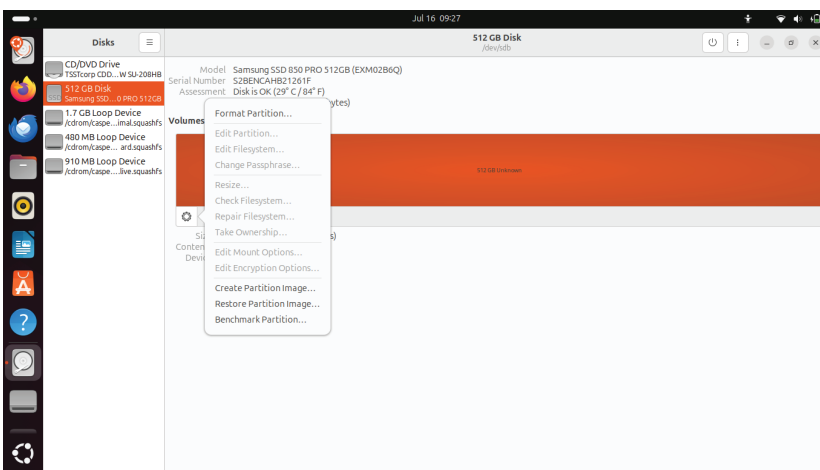 Jul 16 09:27
Disks
512 GB Disk
/dev/sdb
CD/DVD Drive
TSSTcorp CDD... W SU-208HB
512 GB Disk
Samsung SSD...0 PRO 512GB
1.7 GB Loop Device
/cdrom/caspe...imal.squashfs
480 MB Loop Device
/cdrom/caspe... ard.squashfs
910 MB Loop Device
/cdrom/caspe....live.squashfs
Model Samsung SSD 850 PRO 512GB (EXM02B6Q)
Serial Number S2BENCAHB21261F
Assessment Disk is OK (29° C / 84° F)
ytes)
Volumes
512 GB Unknown
Format Partition...
Edit Partition...
Edit Filesystem...
Change Passphrase...
Resize...
Check Filesystem...
Repair Filesystem...
Take Ownership...
Edit Mount Options...
Edit Encryption Options...
Create Partition Image...
Restore Partition Image...
Benchmark Partition...
Siz
s)
Conten
Devi